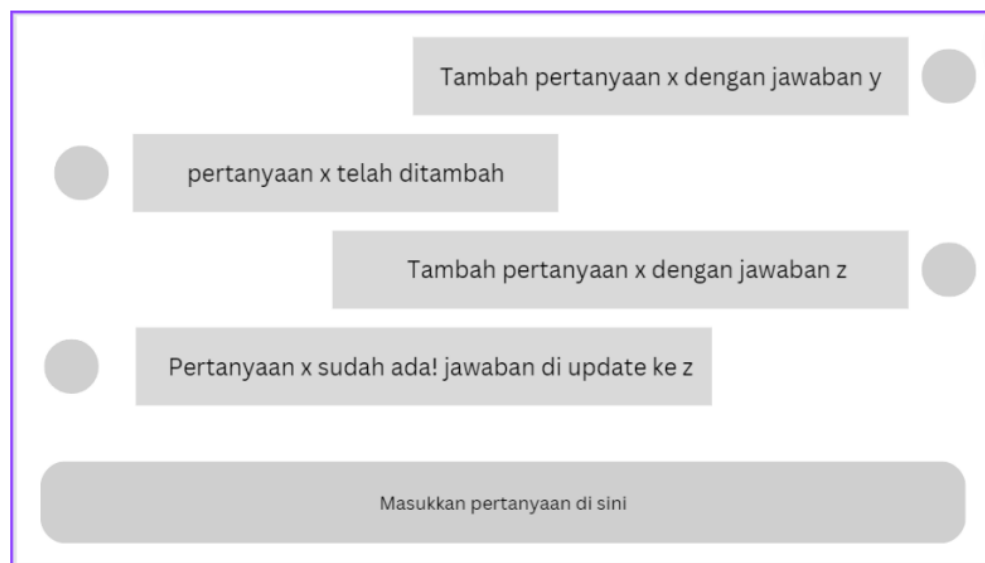 Tambah pertanyaan x dengan jawaban y
pertanyaan x telah ditambah
Tambah pertanyaan x dengan jawaban z
Pertanyaan x sudah ada! jawaban di update ke z
Masukkan pertanyaan di sini